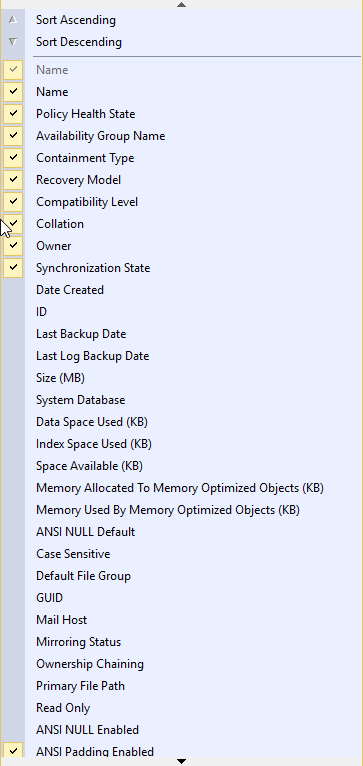 Sort Ascending
Sort Descending
Name
Name
Policy Health State
Availability Group Name
Containment Type
Recovery Model
Compatibility Level
Collation
Owner
Synchronization State
Date Created
ID
Last Backup Date
Last Log Backup Date
Size (MB)
System Database
Data Space Used (KB)
Index Space Used (KB)
Space Available (KB)
Memory Allocated To Memory Optimized Objects (KB)
Memory Used By Memory Optimized Objects (KB)
ANSI NULL Default
Case Sensitive
Default File Group
GUID
Mail Host
Mirroring Status
Ownership Chaining
Primary File Path
Read Only
ANSI NULL Enabled
ANSI Padding Enabled